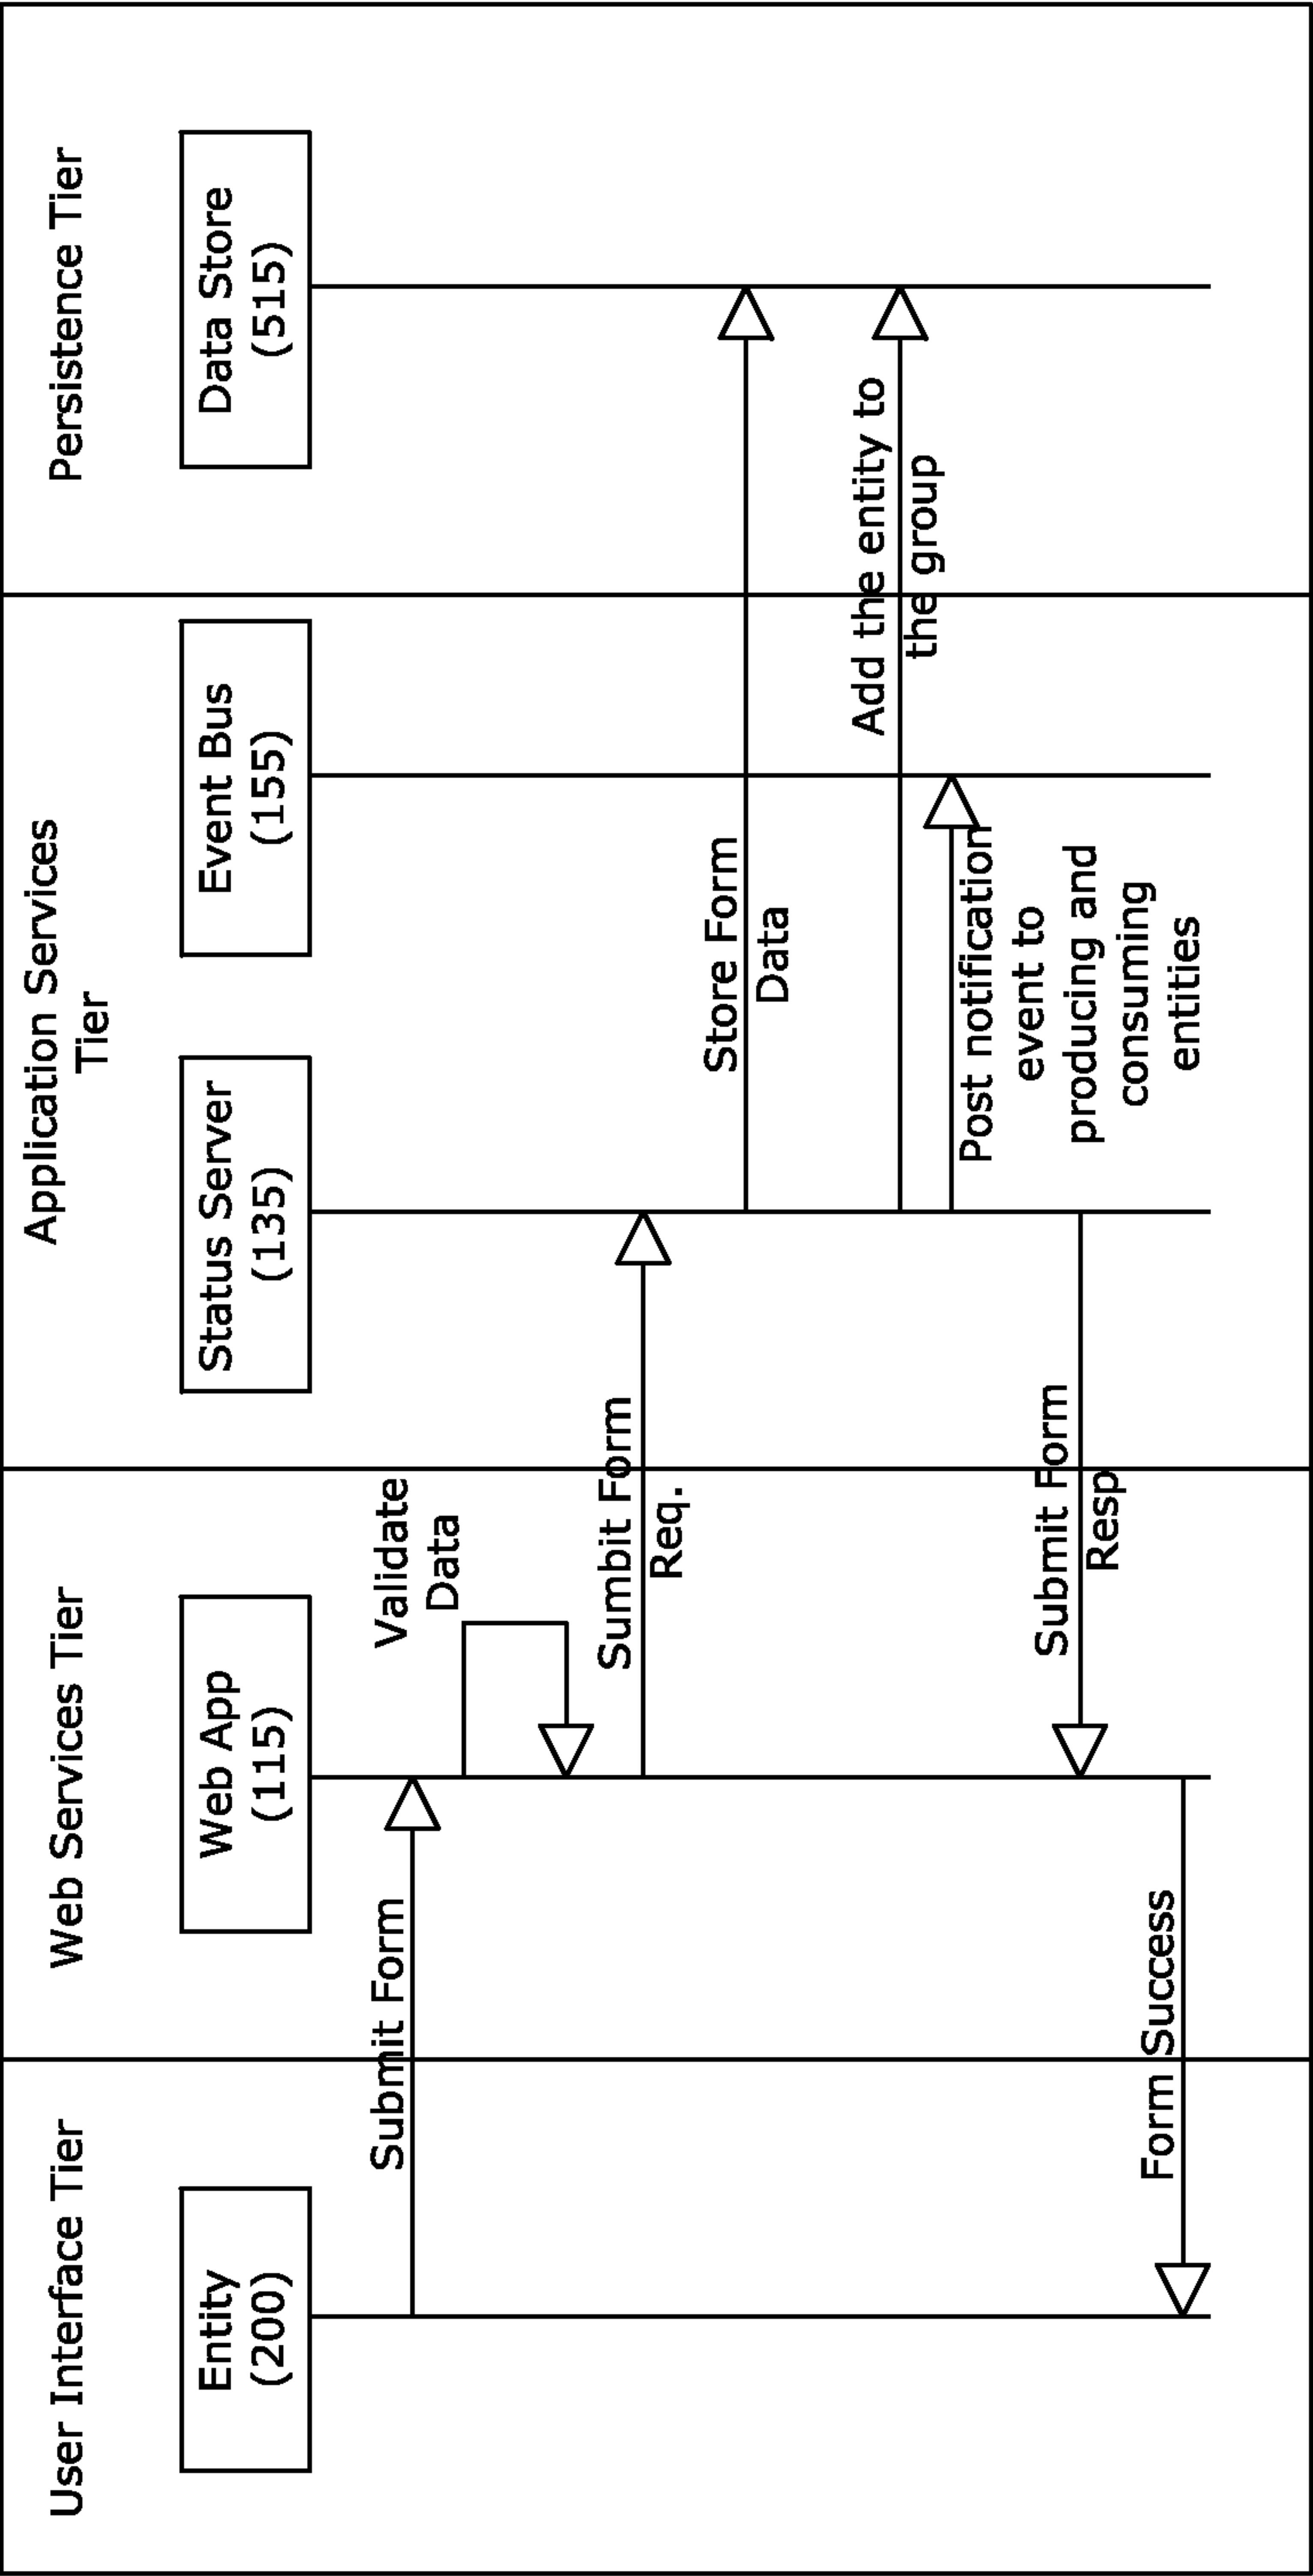 User Interface Tier
Web Services Tier
Application Services
Tier
Persistence Tier
Entity
(200)
Web App
(115)
Status Server
(135)
Event Bus
(155)
Data Store
(515)
Submit Form
Validate
Data
Sumbit Form
Req.
Store Form
Data
Add the entity to
the group
Post notification
event to
producing and
consuming
entities
Submit Form
Resp
Form Success